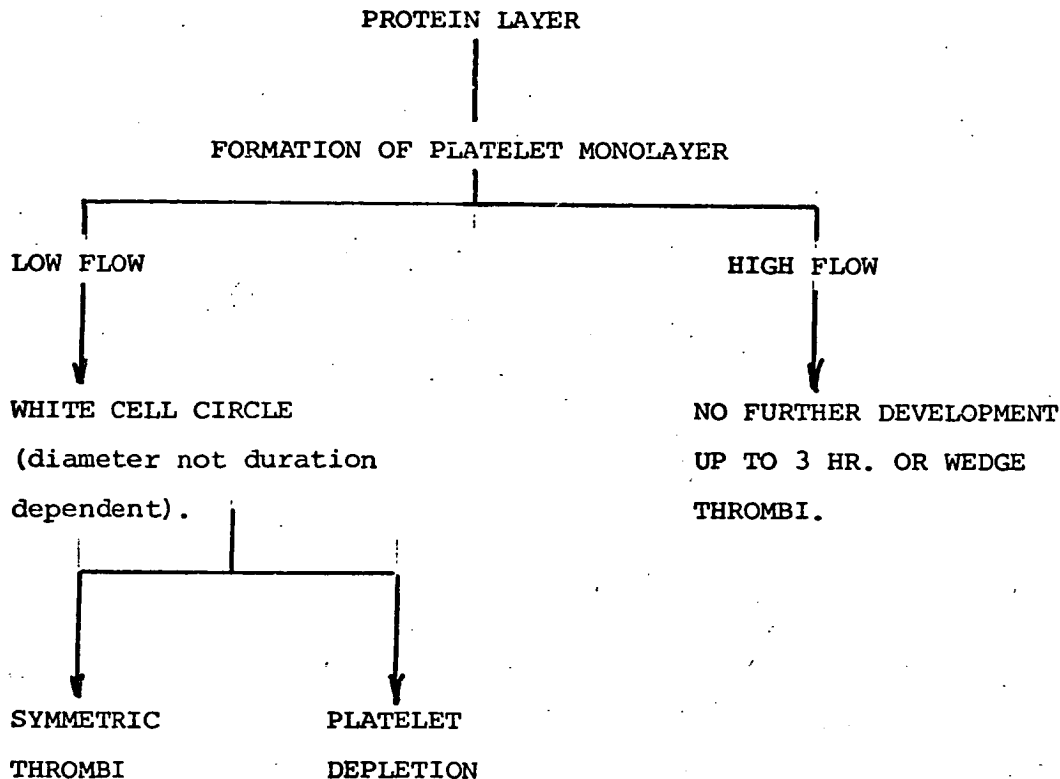 PROTEIN LAYER
FORMATION OF PLATELET MONOLAYER
LOW FLOW
HIGH FLOW
WHITE CELL CIRCLE
(diameter not duration
dependent).
NO FURTHER DEVELOPMENT
UP TO 3 HR. OR WEDGE
THROMBI.
SYMMETRIC
THROMBI
PLATELET
DEPLETION